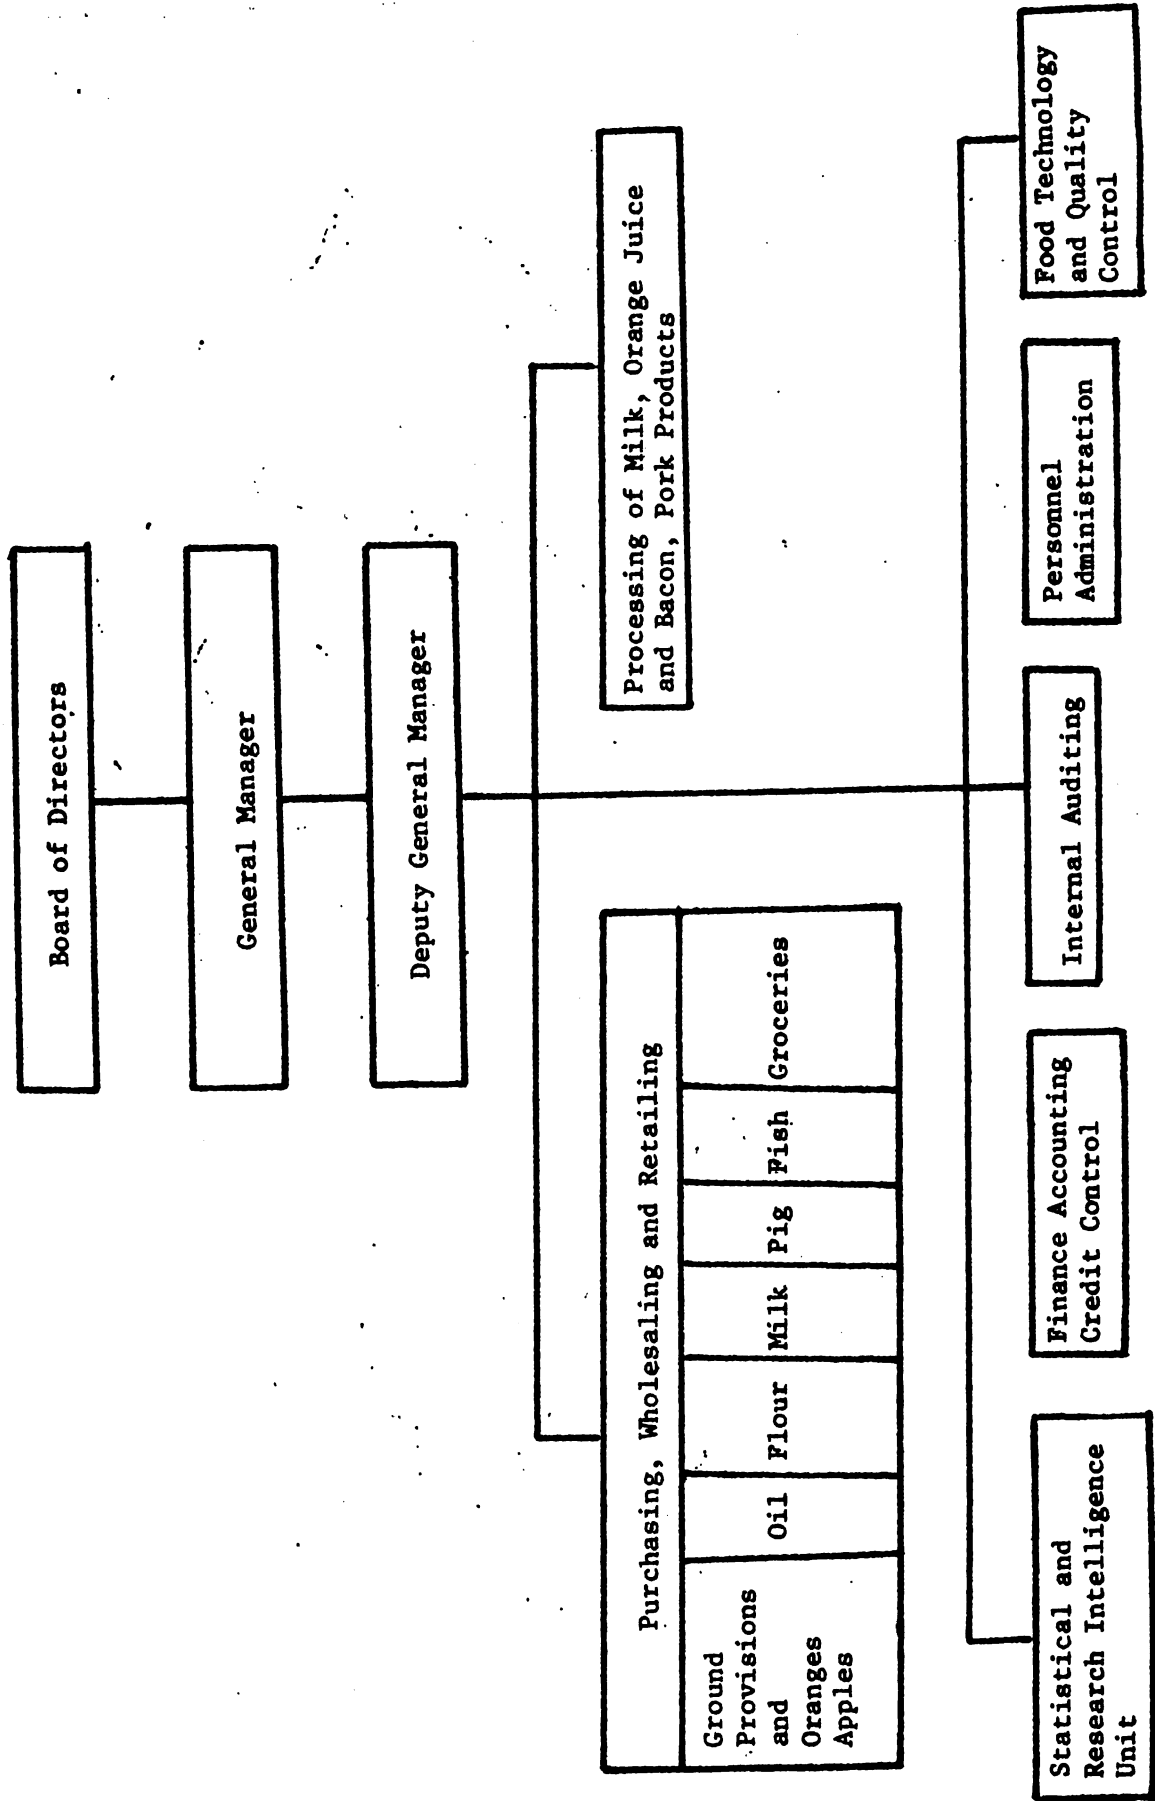 Board of Directors
General Manager
Deputy General Manager
Purchasing, Wholesaling and Retailing
Ground
Provisions
and
Oranges
Apples
Oil
Flour
Milk
Pig
Fish
Groceries
Processing of Milk, Orange Juice
and Bacon, Pork Products
Statistical and
Research Intelligence
Unit
Finance Accounting
Credit Control
Internal Auditing
Personnel
Administration
Food Technology
and Quality
Control